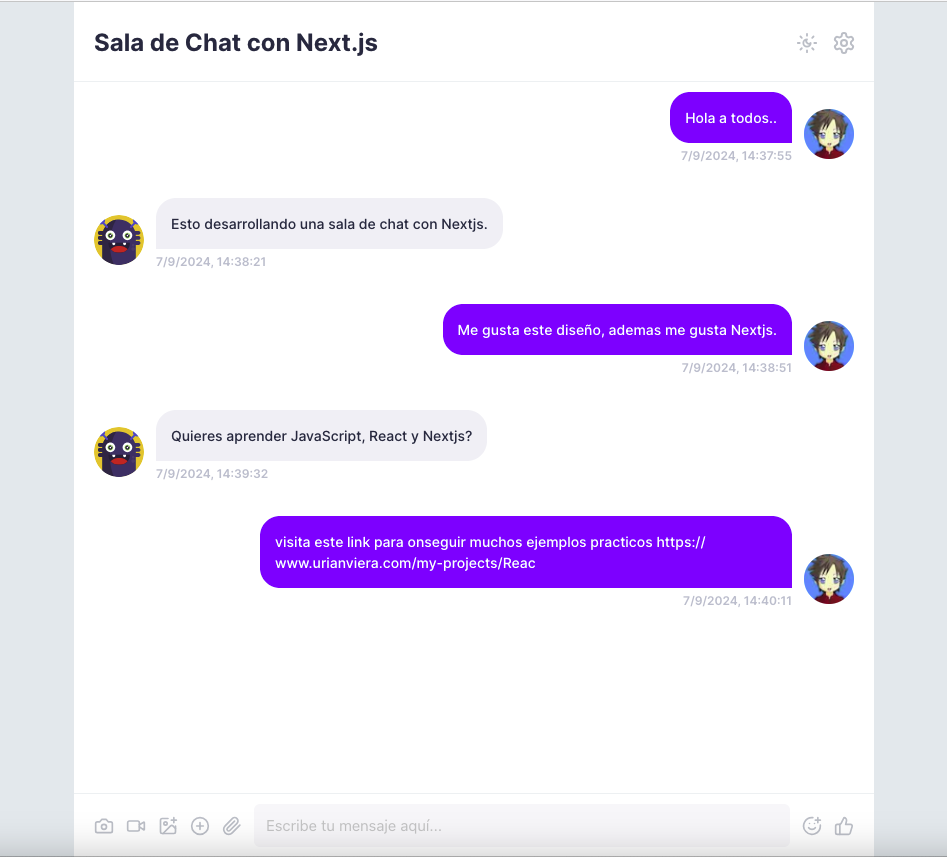 Sala de Chat con Next.js
Hola a todos..
7/9/2024, 14:37:55
Esto desarrollando una sala de chat con Nextjs.
7/9/2024, 14:38:21
Me gusta este diseño, ademas me gusta Nextjs.
7/9/2024, 14:38:51
Quieres aprender JavaScript, React y Nextjs?
7/9/2024, 14:39:32
visita este link para onseguir muchos ejemplos practicos https://
www.urianviera.com/my-projects/Reac
7/9/2024, 14:40:11
Escribe tu mensaje aquí...